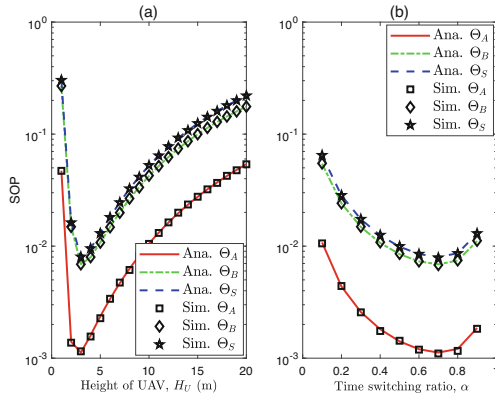 (a)
(b)
10^0
10^-1
10^-2
10^-3
SOP
0
5
10
15
20
Height of UAV, H_U (m)
Ana. Θ_A
Ana. Θ_B
Ana. Θ_S
Sim. Θ_A
Sim. Θ_B
Sim. Θ_S
10^0
10^-1
10^-2
10^-3
0
0.2
0.4
0.6
0.8
1
Time switching ratio, α
Ana. Θ_A
Ana. Θ_B
Ana. Θ_S
Sim. Θ_A
Sim. Θ_B
Sim. Θ_S